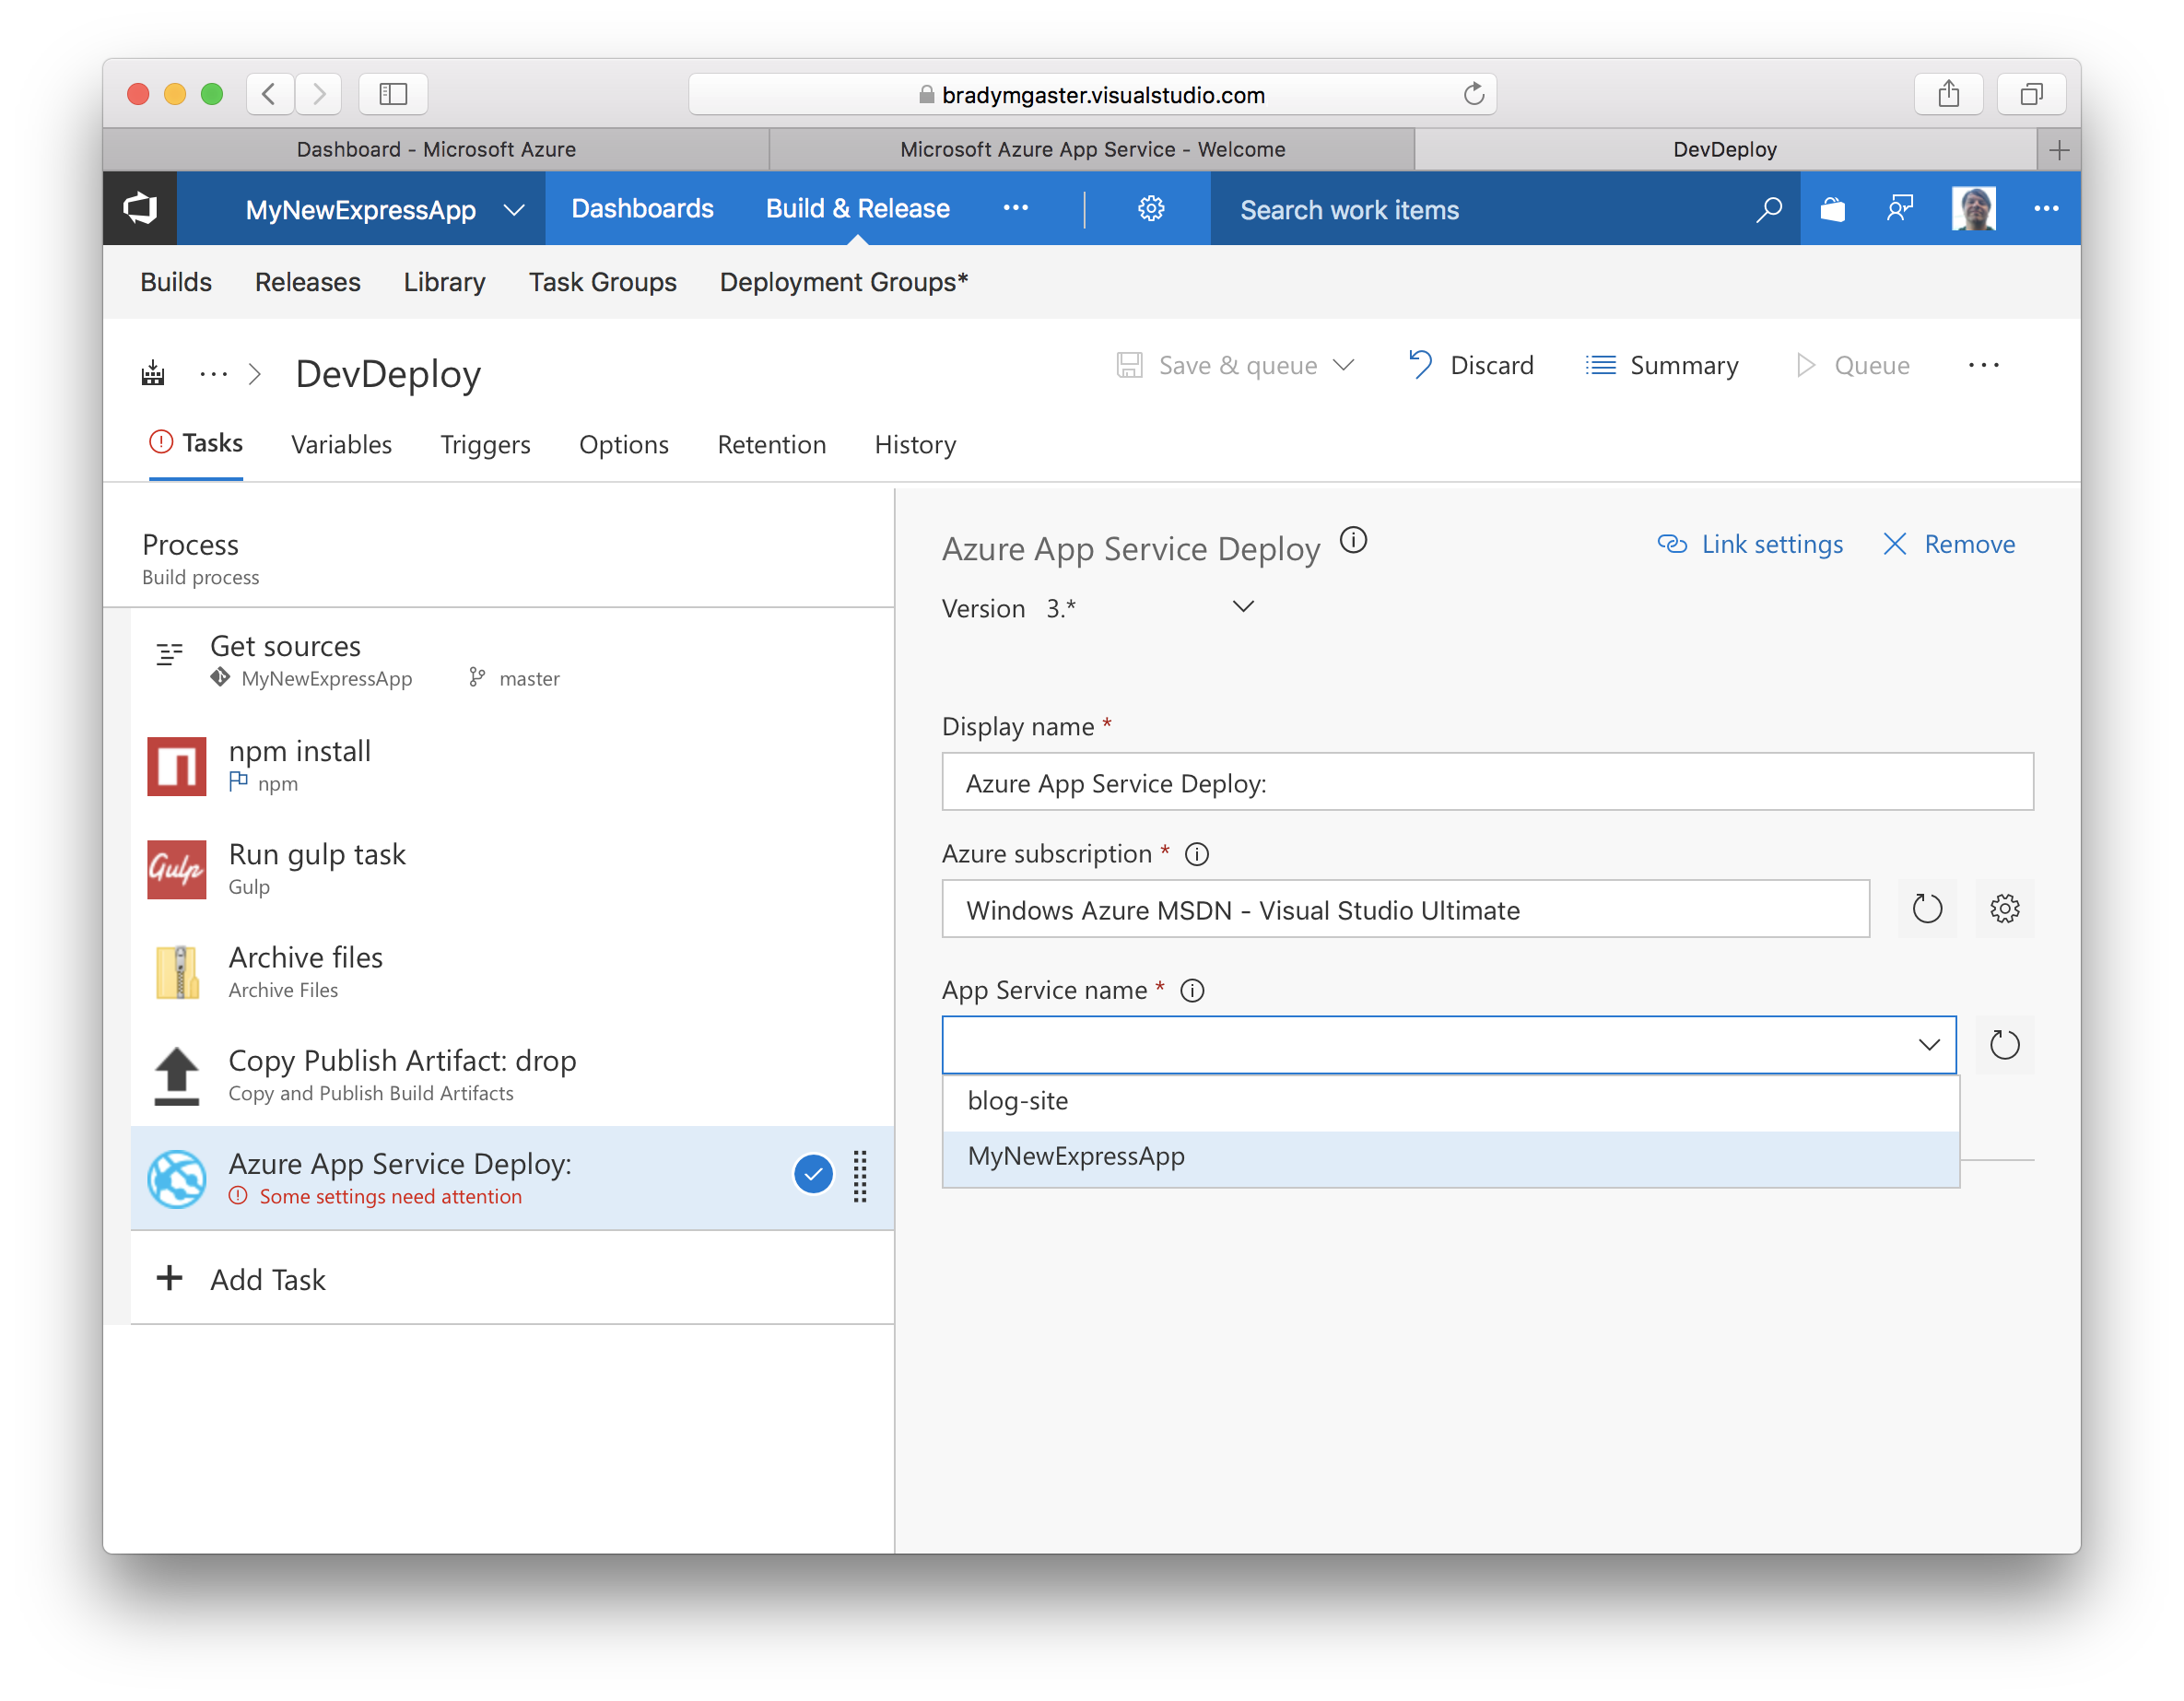 bradymgaster.visualstudio.com
Dashboard - Microsoft Azure
Microsoft Azure App Service - Welcome
DevDeploy
MyNewExpressApp
Dashboards
Build & Release
Search work items
Builds
Releases
Library
Task Groups
Deployment Groups*
DevDeploy
Save & queue
Discard
Summary
Queue
Tasks
Variables
Triggers
Options
Retention
History
Process
Build process
Get sources
MyNewExpressApp
master
npm install
npm
Gulp
Run gulp task
Gulp
Archive files
Archive Files
Copy Publish Artifact: drop
Copy and Publish Build Artifacts
Azure App Service Deploy:
Some settings need attention
Add Task
Azure App Service Deploy
Link settings
Remove
Version 3.*
Display name *
Azure App Service Deploy:
Azure subscription *
Windows Azure MSDN - Visual Studio Ultimate
App Service name *
blog-site
MyNewExpressApp